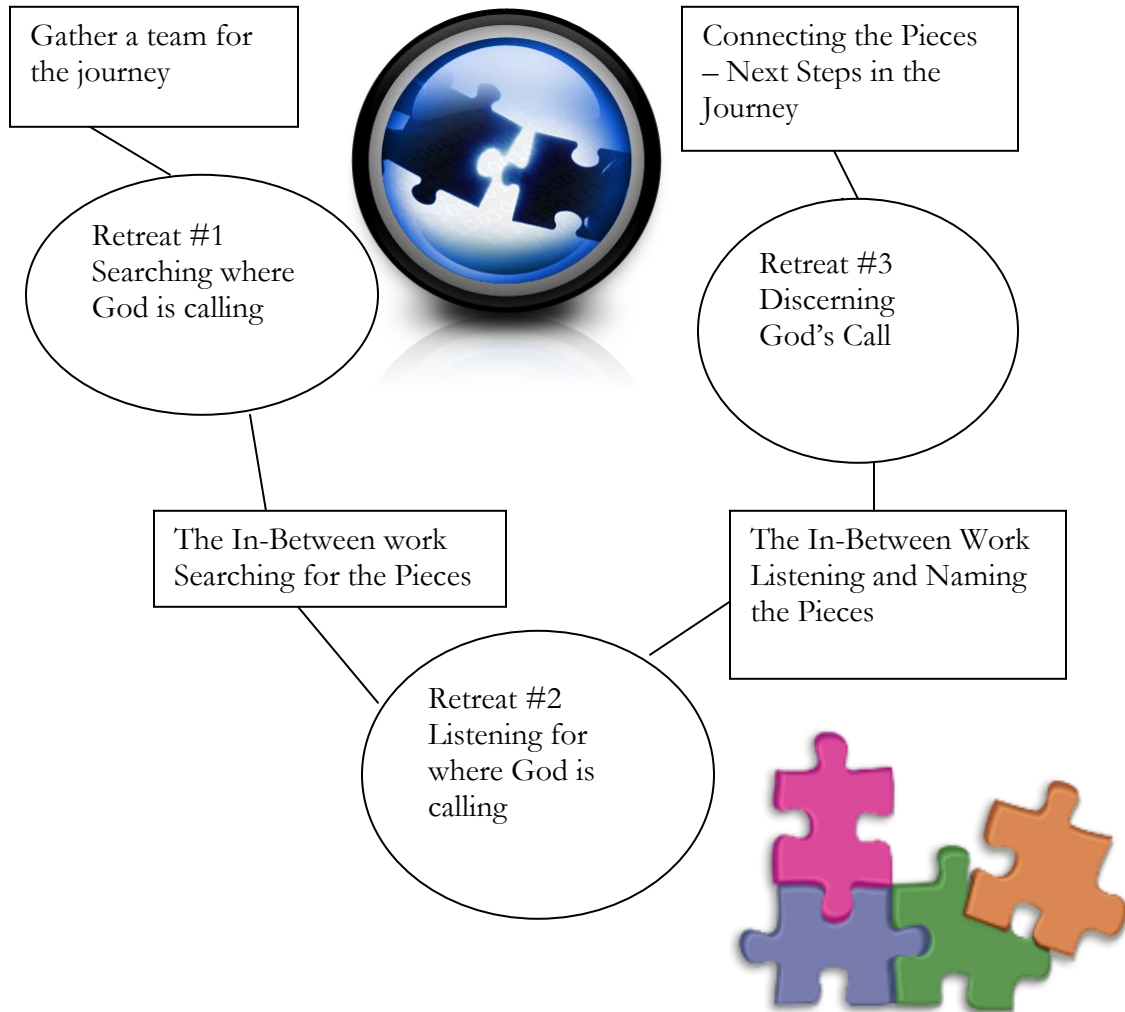 Gather a team for
the journey
Retreat #1
Searching where
God is calling
The In-Between work
Searching for the Pieces
Retreat #2
Listening for
where God is
calling
The In-Between Work
Listening and Naming
the Pieces
Retreat #3
Discerning
God’s Call
Connecting the Pieces
– Next Steps in the
Journey